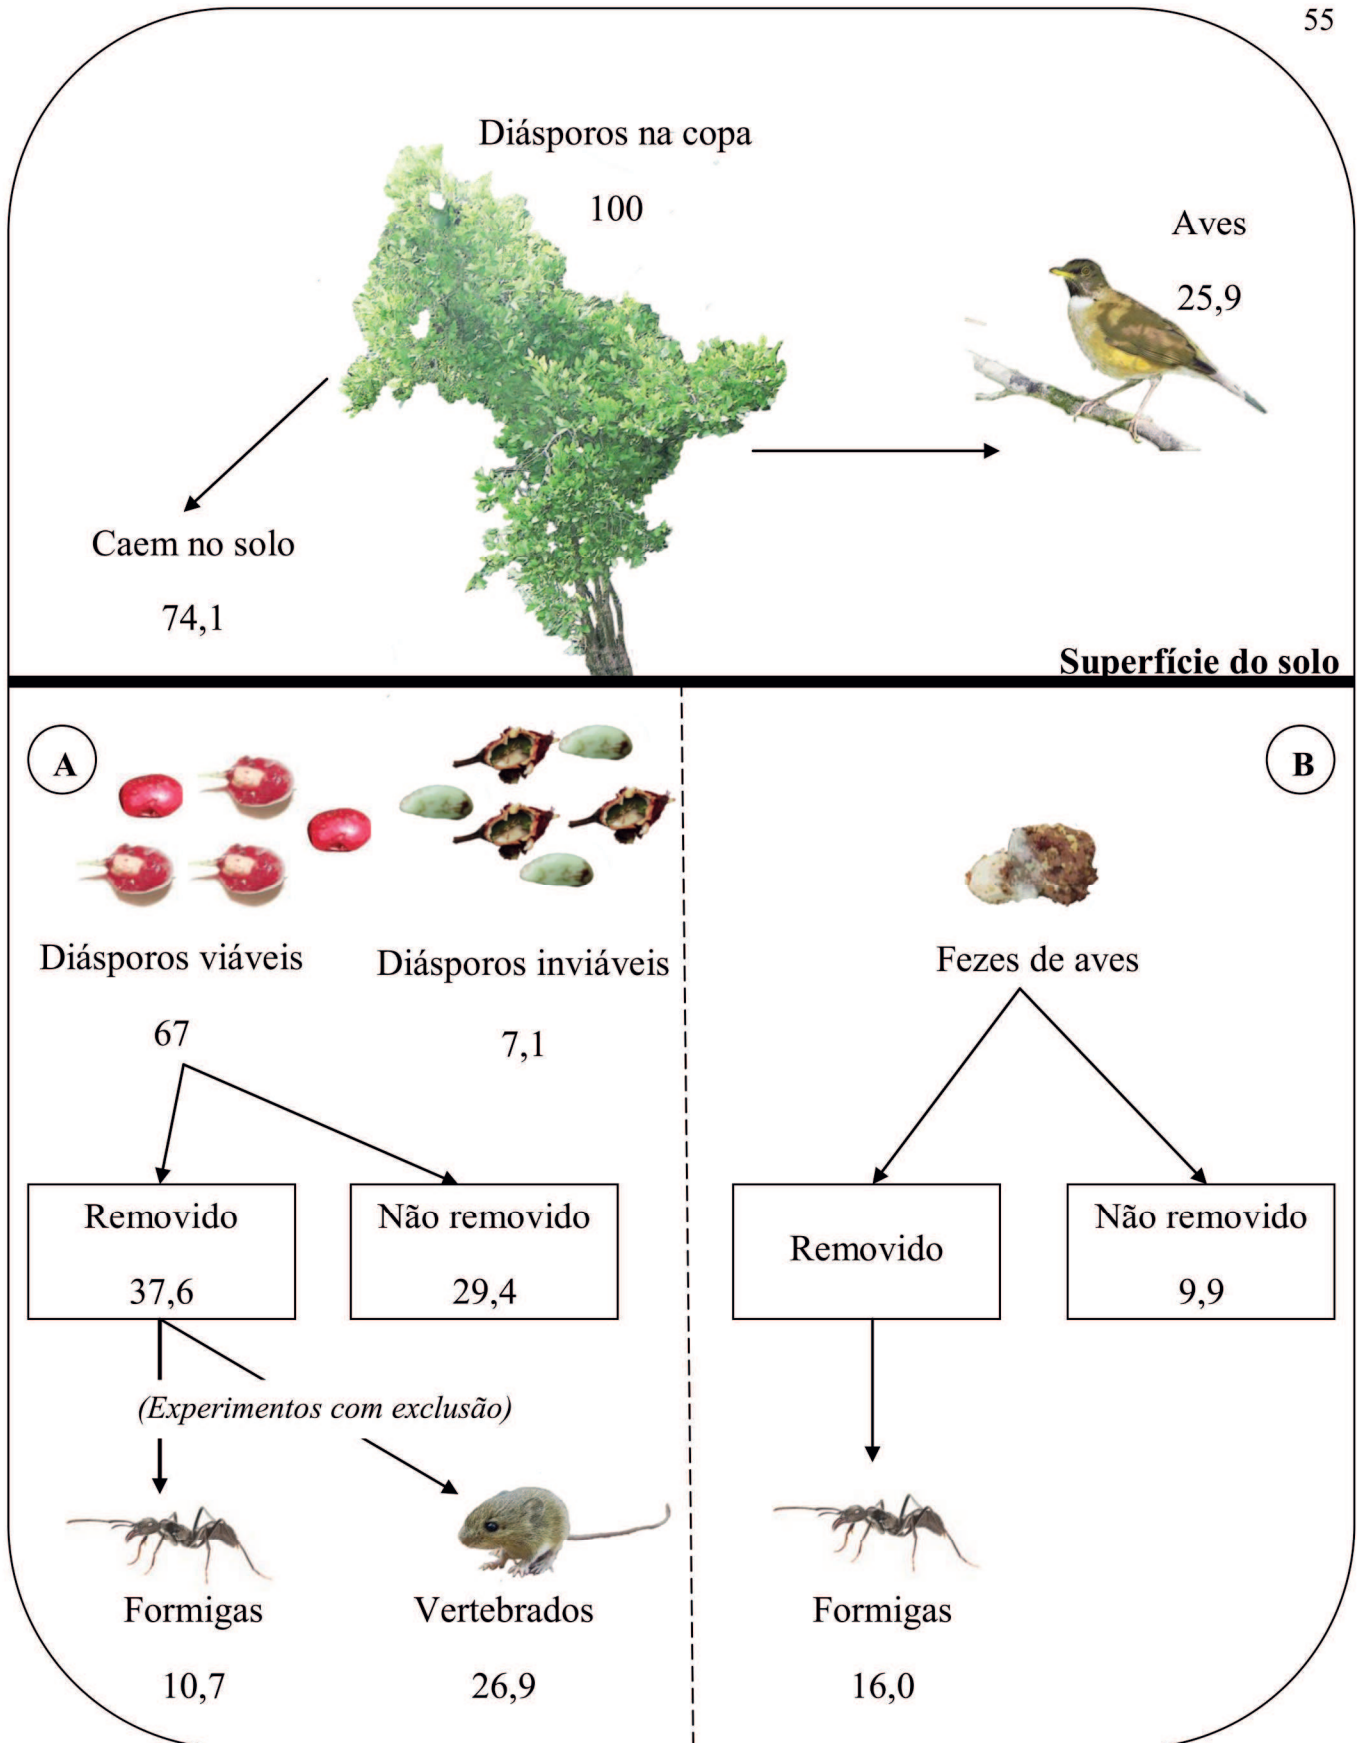 55
Diásporos na copa
100
Aves
25,9
Caem no solo
74,1
Superfície do solo
A
B
Diásporos viáveis
67
Diásporos inviáveis
7,1
Fezes de aves
Removido
37,6
Não removido
29,4
Removido
Não removido
9,9
(Experimentos com exclusão)
Formigas
10,7
Vertebrados
26,9
Formigas
16,0